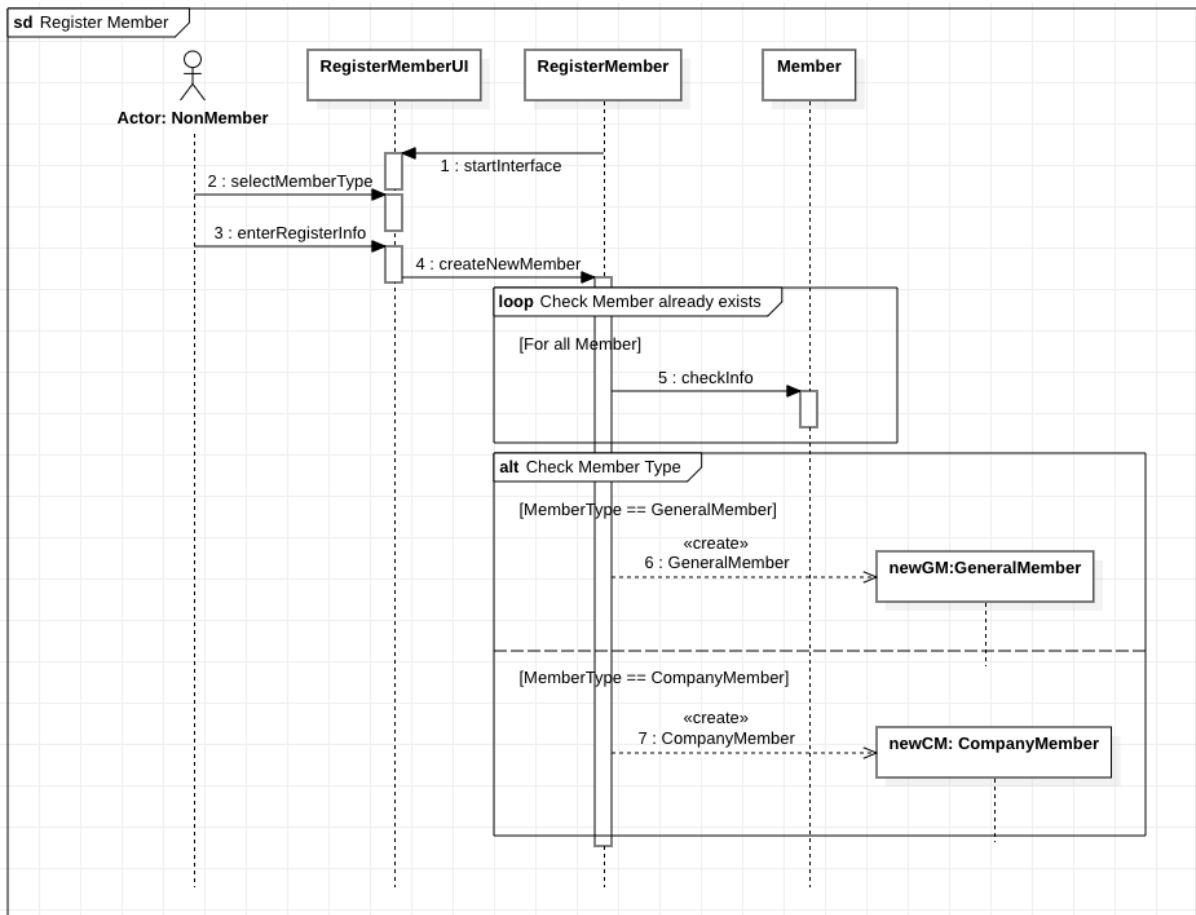 sd Register Member
RegisterMemberUI
RegisterMember
Member
Actor: NonMember
1 : startInterface
2 : selectMemberType
3 : enterRegisterInfo
4 : createNewMember
loop Check Member already exists
[For all Member]
5 : checkInfo
alt Check Member Type
[MemberType == GeneralMember]
«create»
6 : GeneralMember
newGM:GeneralMember
[MemberType == CompanyMember]
«create»
7 : CompanyMember
newCM: CompanyMember